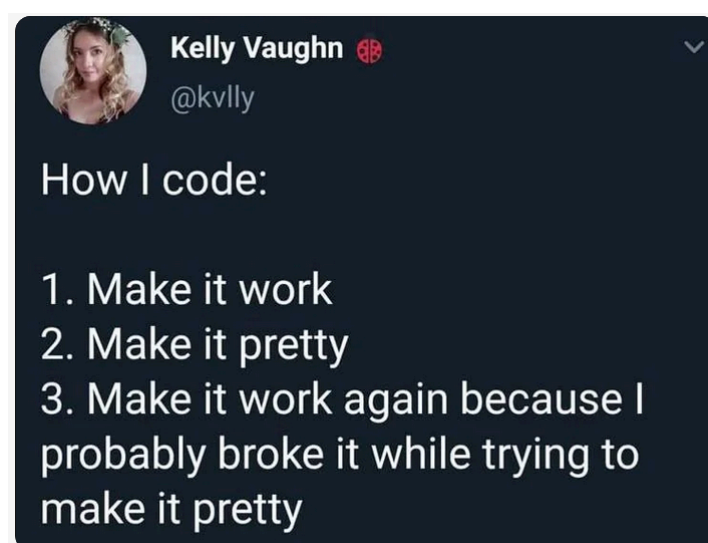 Kelly Vaughn 🐞
@kvlly
How I code:
1. Make it work
2. Make it pretty
3. Make it work again because I
probably broke it while trying to
make it pretty